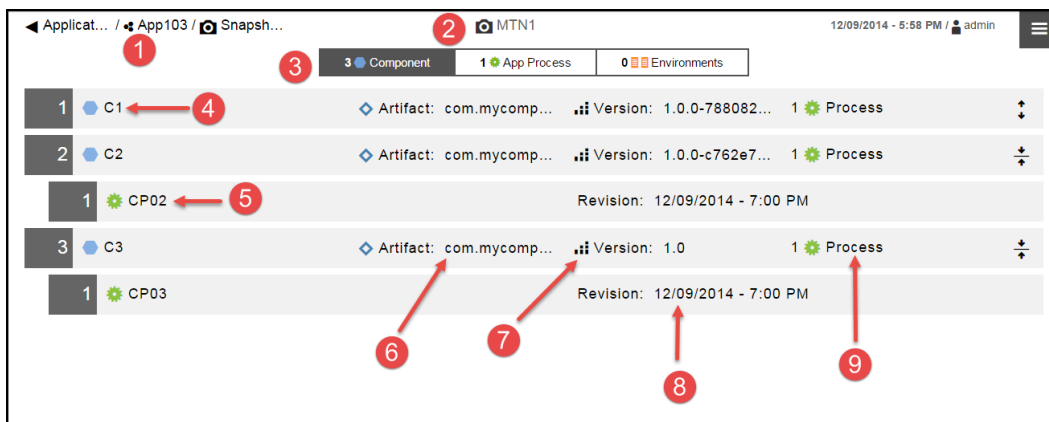 Applicat... / App103 / Snapsh...
2
MTN1
12/09/2014 - 5:58 PM / admin
1
3
3 Component
1 App Process
0 Environments
1 C1 4 Artifact: com.mycomp... Version: 1.0.0-788082... 1 Process
2 C2 Artifact: com.mycomp... Version: 1.0.0-c762e7... 1 Process
1 CP02 5 Revision: 12/09/2014 - 7:00 PM
3 C3 Artifact: com.mycomp... Version: 1.0 1 Process
1 CP03 Revision: 12/09/2014 - 7:00 PM
6
7
8
9